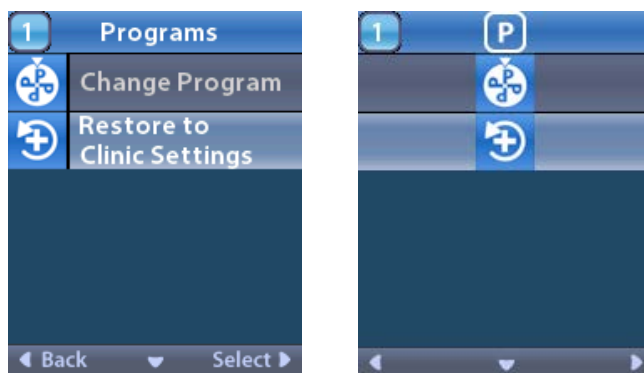 1 Programs
Change Program
Restore to
Clinic Settings
Back Select
1 P